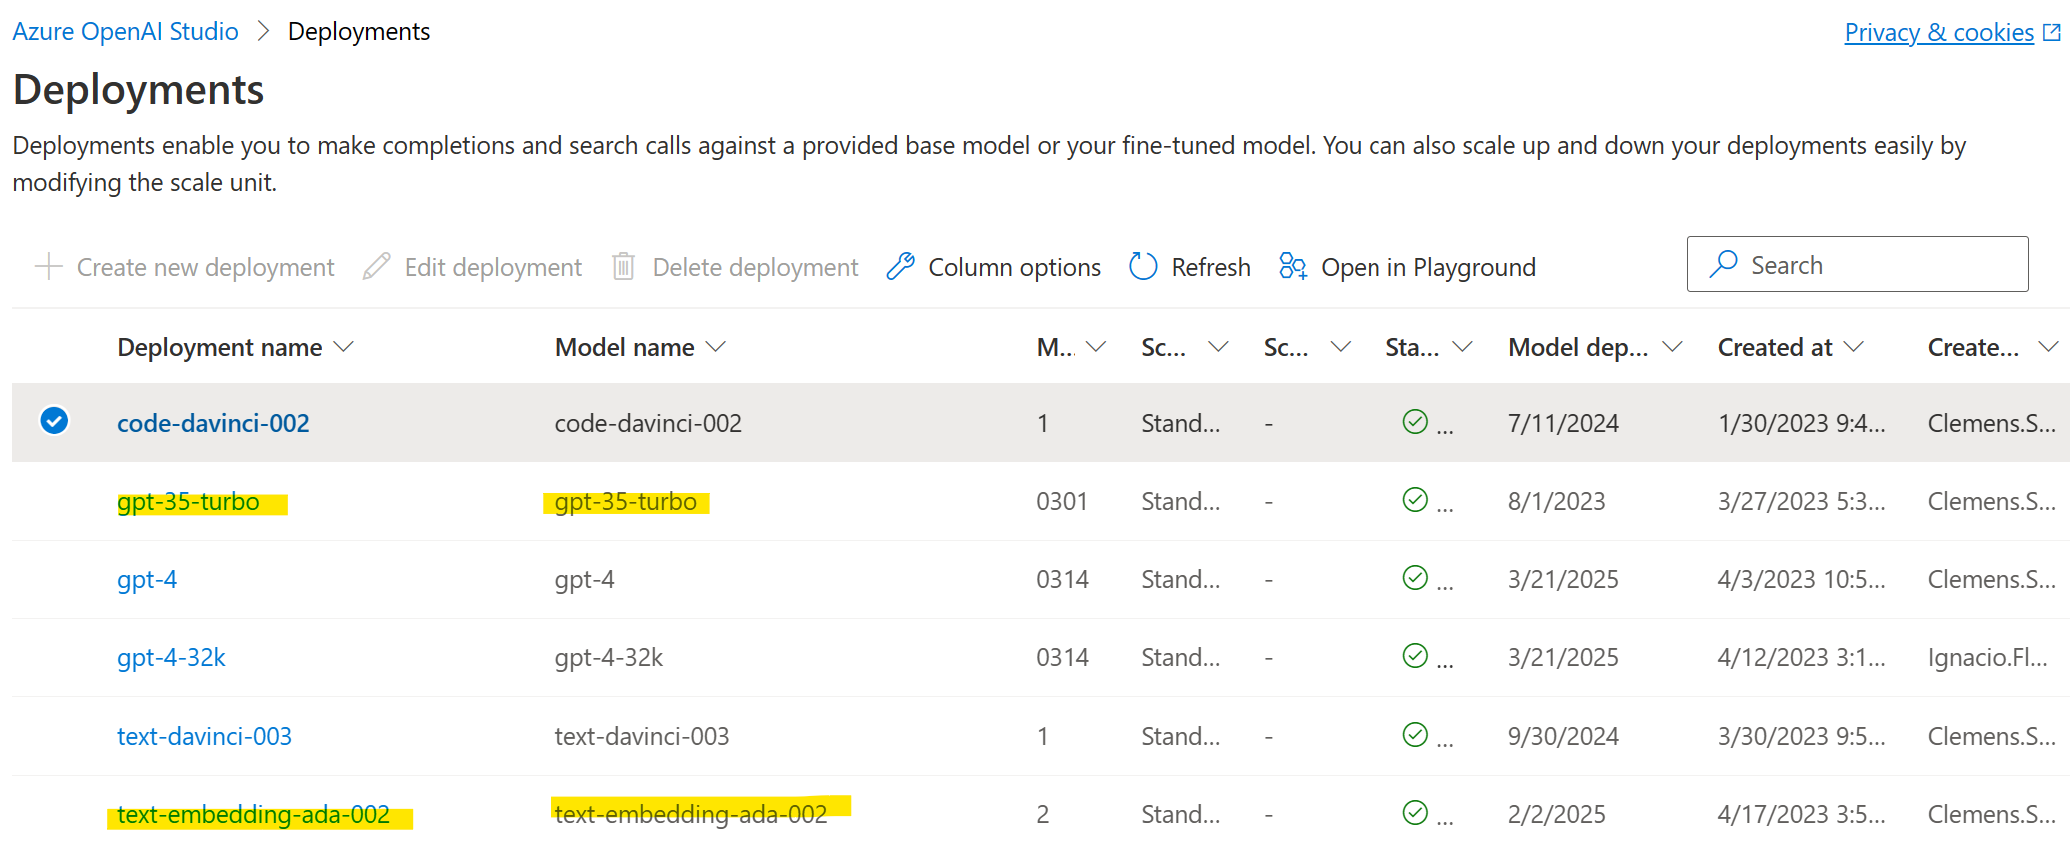 Azure OpenAI Studio > Deployments
Privacy & cookies
Deployments
Deployments enable you to make completions and search calls against a provided base model or your fine-tuned model. You can also scale up and down your deployments easily by
modifying the scale unit.
Create new deployment Edit deployment Delete deployment Column options Refresh Open in Playground Search
Deployment name Model name M... Sc... Sc... Sta... Model dep... Created at Create...
code-davinci-002 code-davinci-002 1 Stand... - ... 7/11/2024 1/30/2023 9:4... Clemens.S...
gpt-35-turbo gpt-35-turbo 0301 Stand... - ... 8/1/2023 3/27/2023 5:3... Clemens.S...
gpt-4 gpt-4 0314 Stand... - ... 3/21/2025 4/3/2023 10:5... Clemens.S...
gpt-4-32k gpt-4-32k 0314 Stand... - ... 3/21/2025 4/12/2023 3:1... Ignacio.Fl...
text-davinci-003 text-davinci-003 1 Stand... - ... 9/30/2024 3/30/2023 9:5... Clemens.S...
text-embedding-ada-002 text-embedding-ada-002 2 Stand... - ... 2/2/2025 4/17/2023 3:5... Clemens.S...